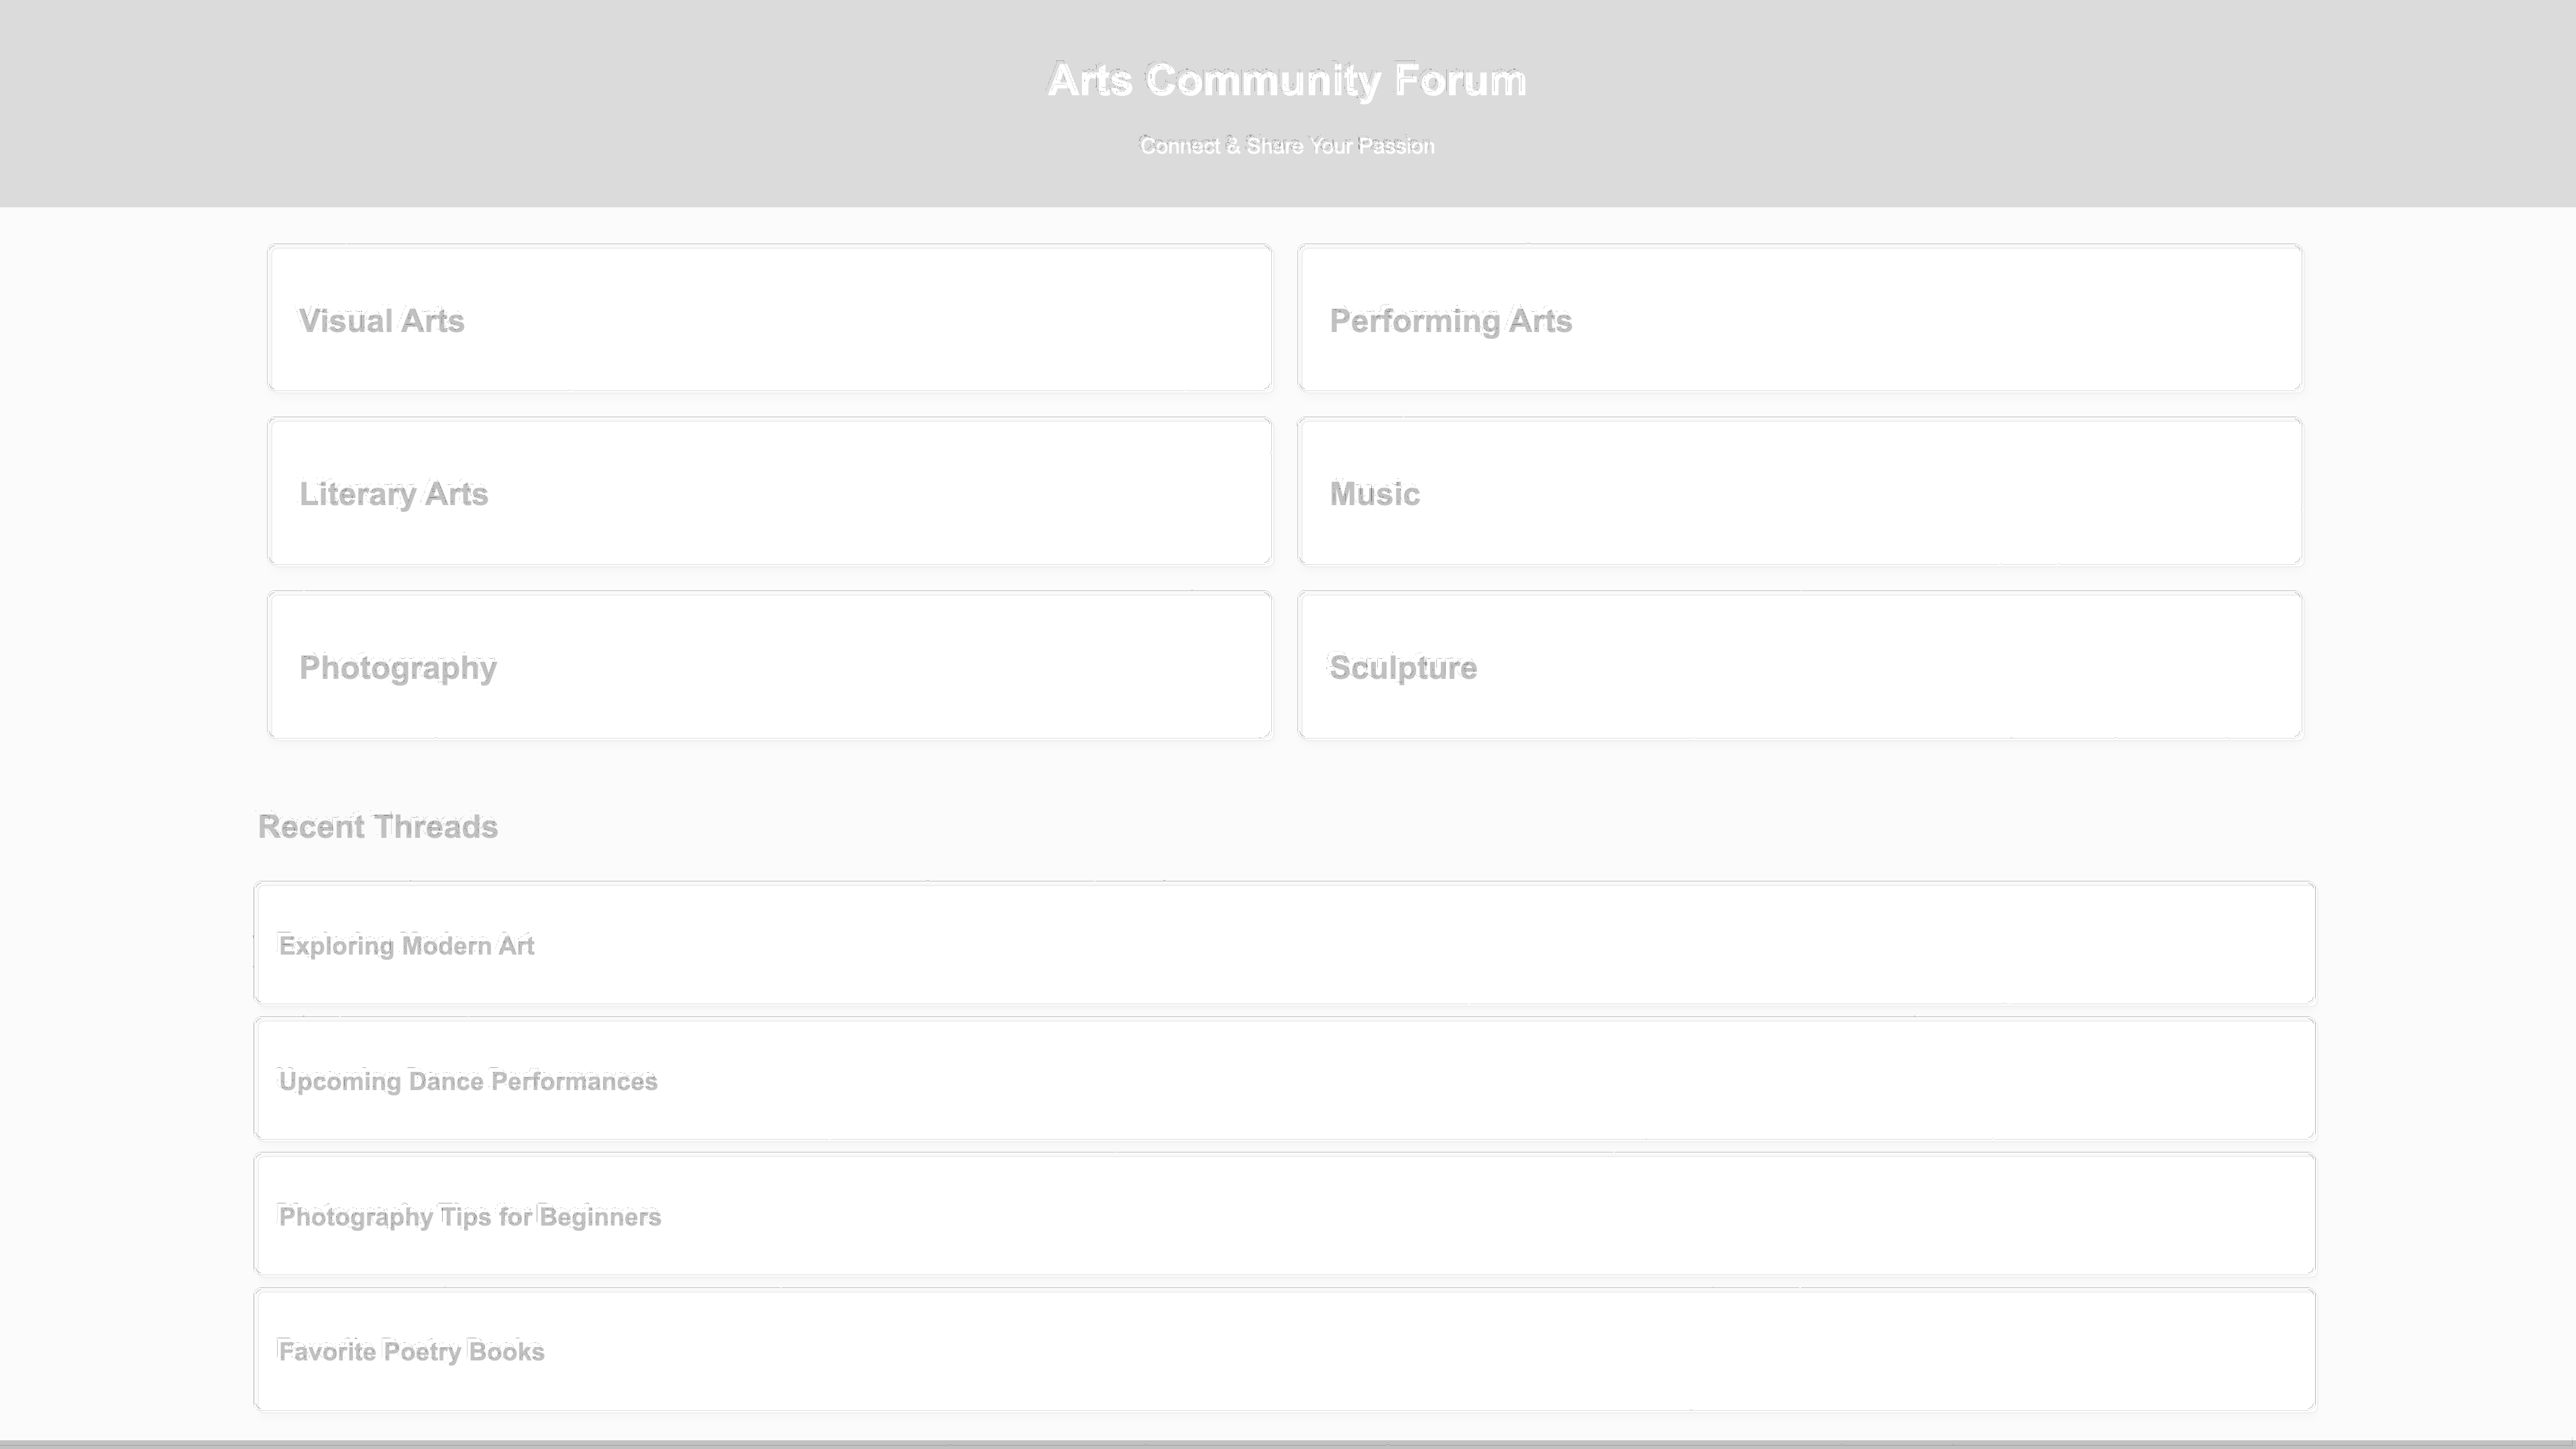 Arts Community Forum
Connect & Share Your Passion
Visual Arts
Performing Arts
Literary Arts
Music
Photography
Sculpture
Recent Threads
Exploring Modern Art
Upcoming Dance Performances
Photography Tips for Beginners
Favorite Poetry Books